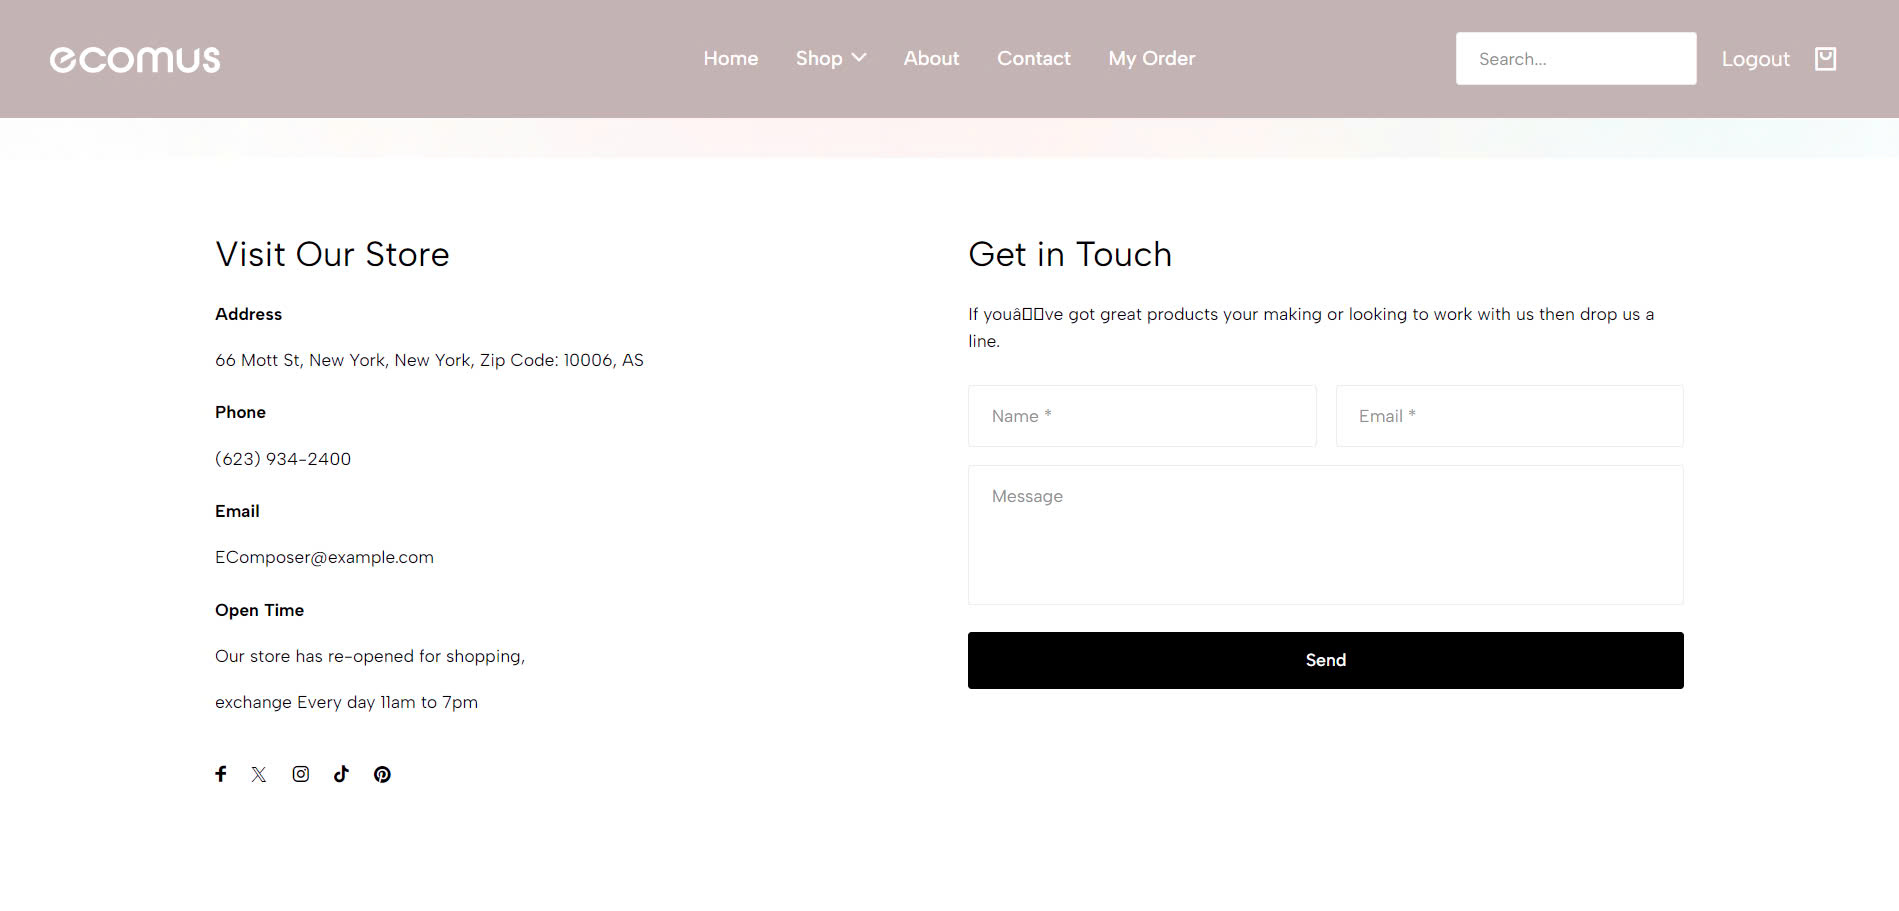 ecomus
Home Shop About Contact My Order
Search...
Logout
Visit Our Store
Address
66 Mott St, New York, New York, Zip Code: 10006, AS
Phone
(623) 934-2400
Email
EComposer@example.com
Open Time
Our store has re-opened for shopping,
exchange Every day 11am to 7pm
Get in Touch
If youâ▯▯ve got great products your making or looking to work with us then drop us a
line.
Name * Email *
Message
Send